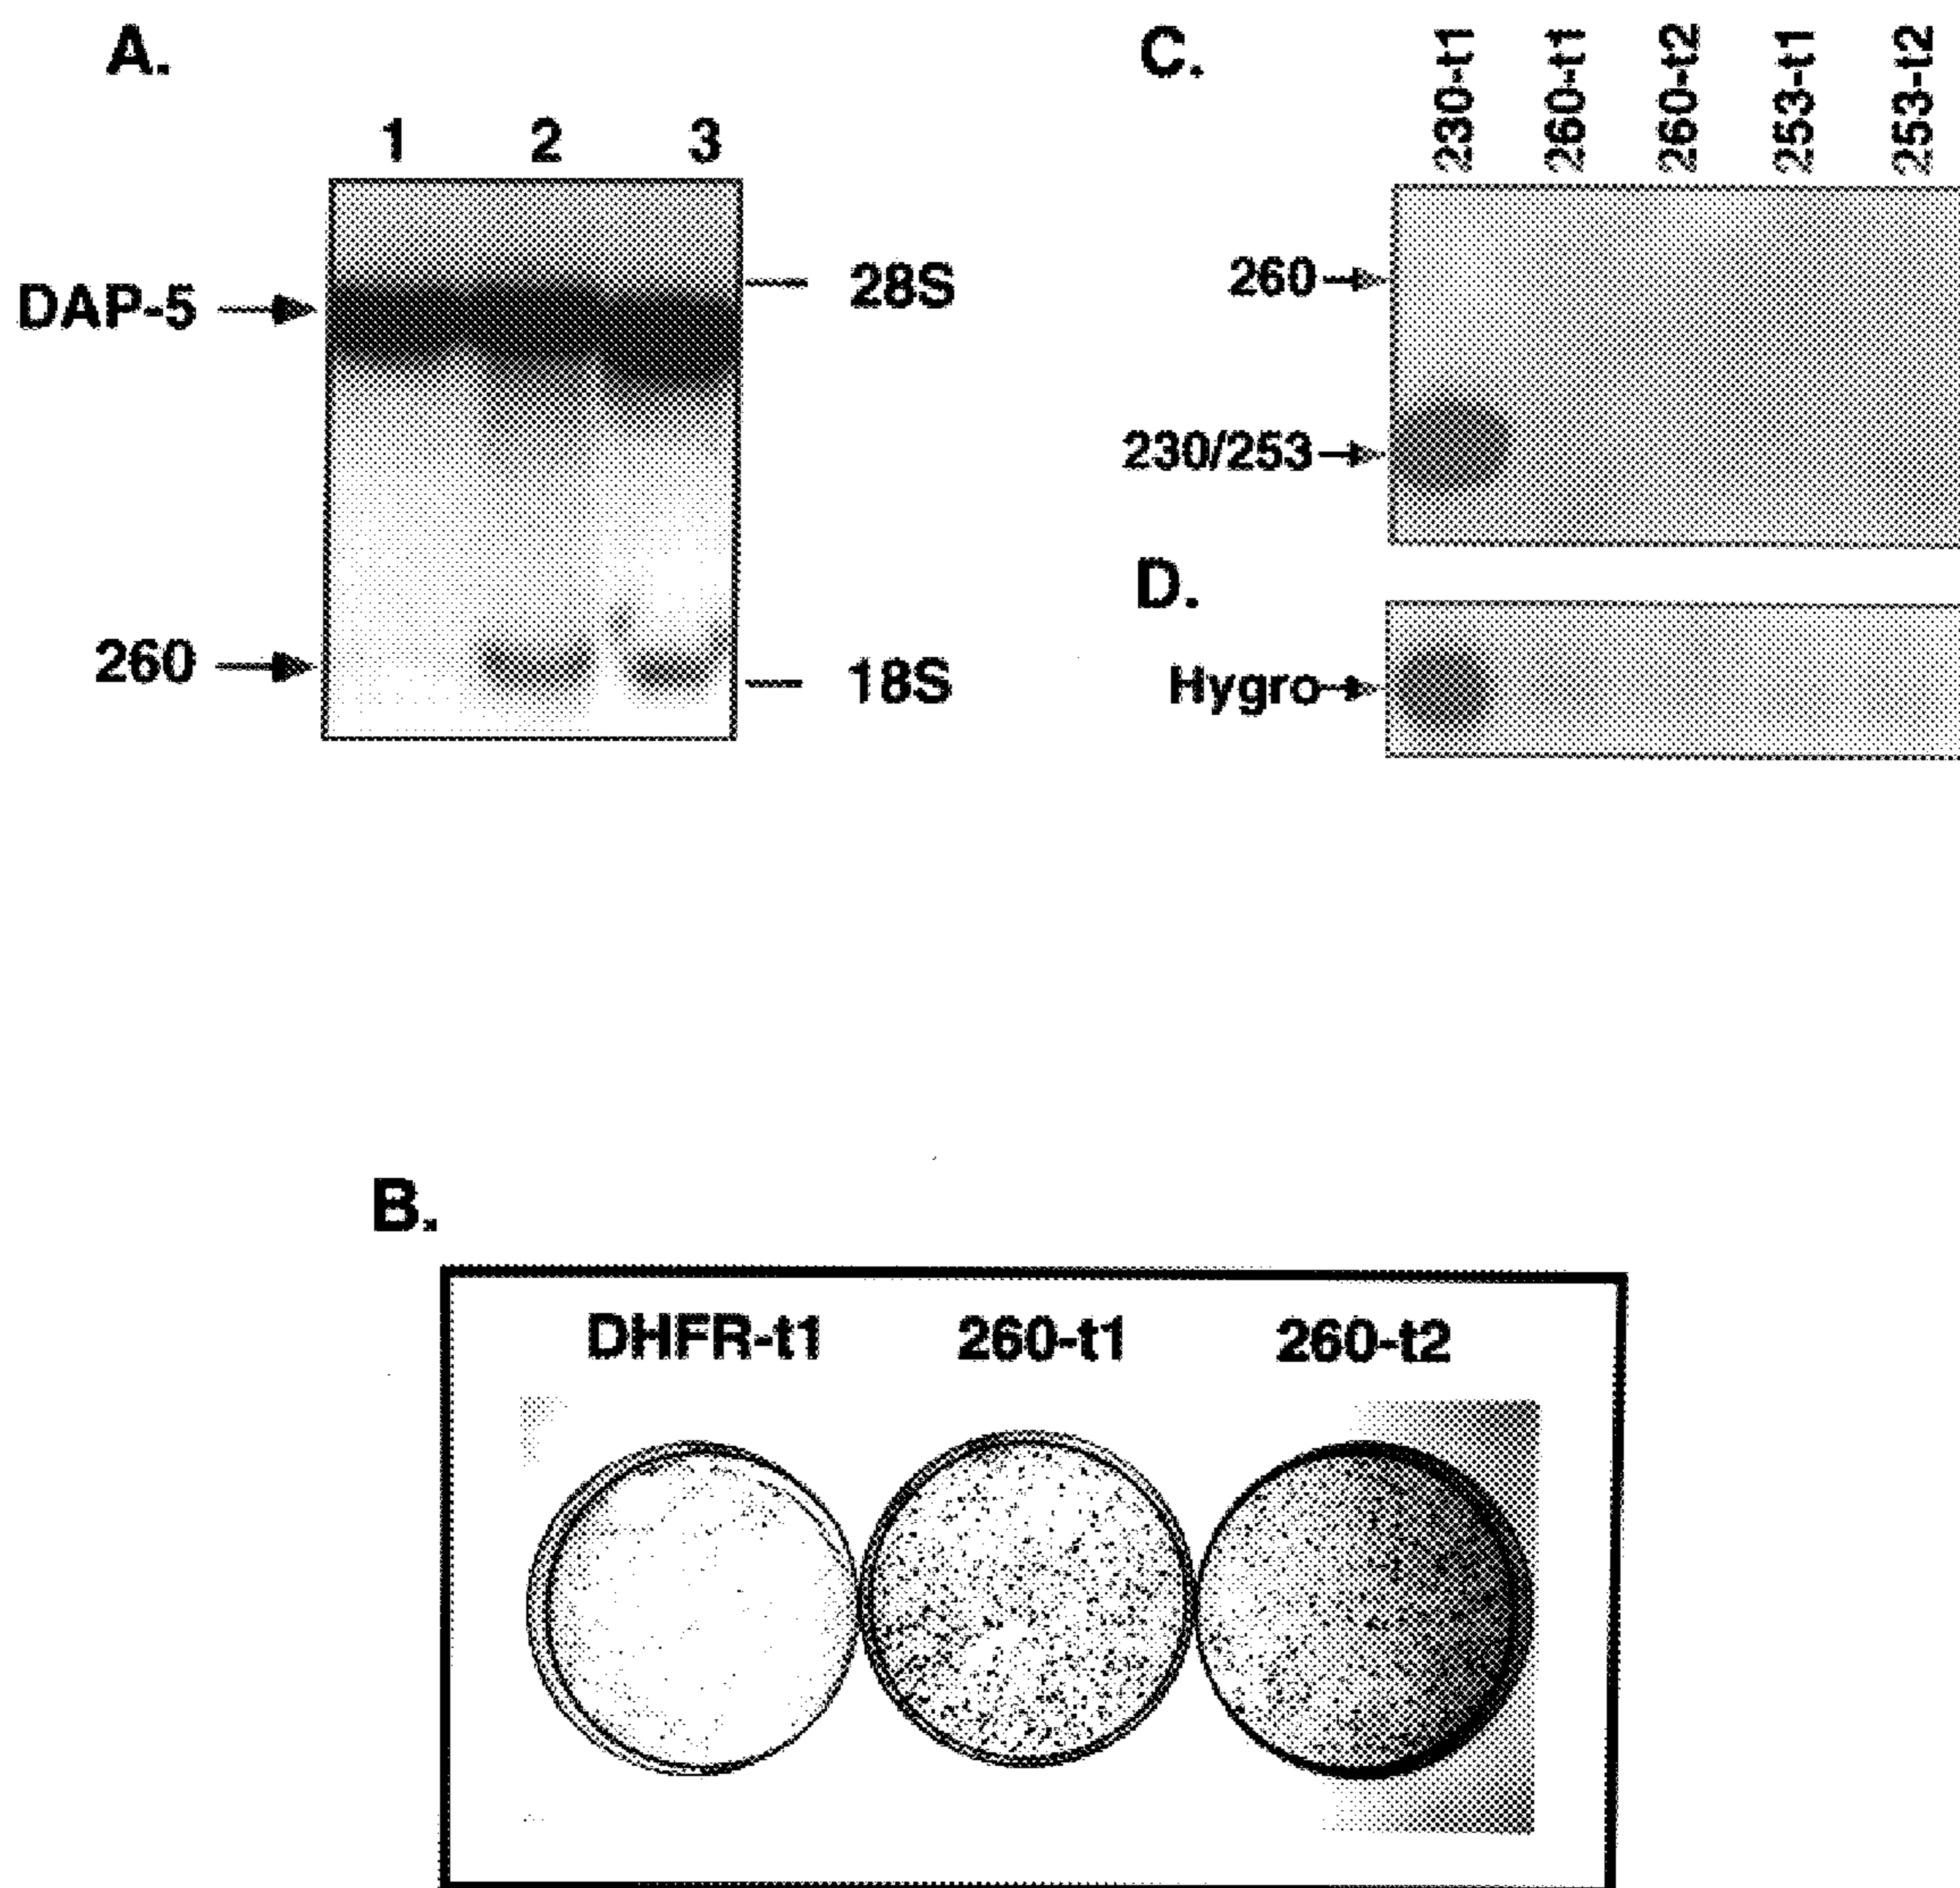 A.
1 2 3
DAP-5
28S
260
18S
C.
230-t1
260-t1
260-t2
253-t1
253-t2
260
230/253
D.
Hygro
B.
DHFR-t1 260-t1 260-t2